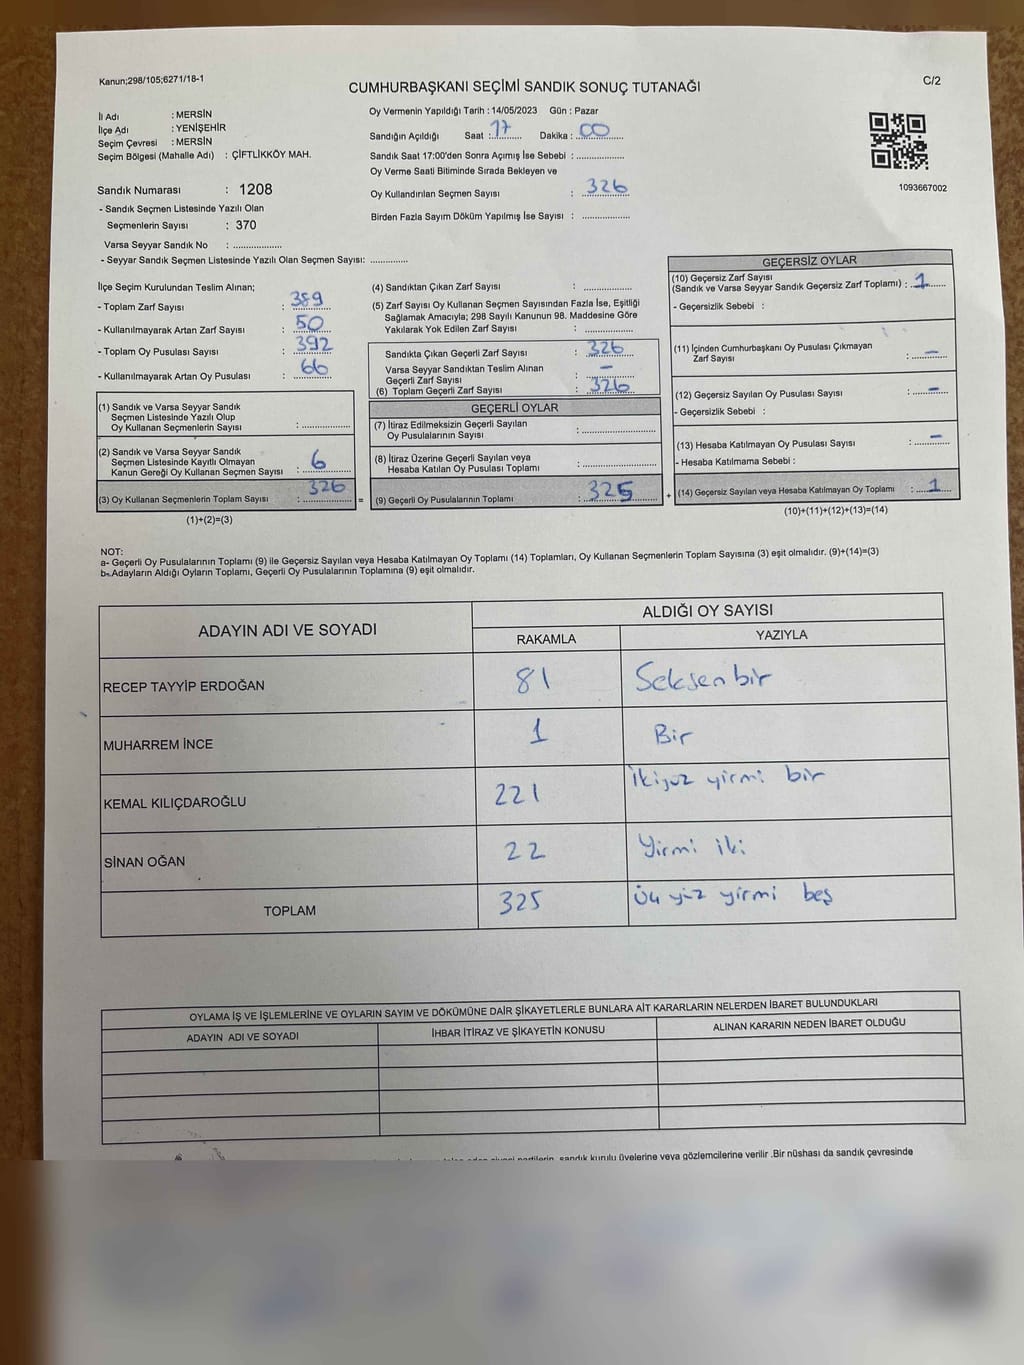 Kanun;298/105;6271/18-1
C/2
CUMHURBAŞKANI SEÇİMİ SANDIK SONUÇ TUTANAĞI
İl Adı : MERSİN
İlçe Adı : YENİŞEHİR
Seçim Çevresi : MERSİN
Seçim Bölgesi (Mahalle Adı) : ÇİFTLİKKÖY MAH.
Sandık Numarası : 1208
- Sandık Seçmen Listesinde Yazılı Olan
Seçmenlerin Sayısı : 370
Varsa Seyyar Sandık No : ..................
- Seyyar Sandık Seçmen Listesinde Yazılı Olan Seçmen Sayısı: ..............
Oy Vermenin Yapıldığı Tarih : 14/05/2023 Gün : Pazar
Sandığın Açıldığı Saat : 17 Dakika : 00
Sandık Saat 17:00'den Sonra Açımış İse Sebebi : ..................
Oy Verme Saati Bitiminde Sırada Bekleyen ve
Oy Kullandırılan Seçmen Sayısı : 326
Birden Fazla Sayım Döküm Yapılmış İse Sayısı : ..................
1093667002
İlçe Seçim Kurulundan Teslim Alınan;
- Toplam Zarf Sayısı : 389
- Kullanılmayarak Artan Zarf Sayısı : 50
- Toplam Oy Pusulası Sayısı : 392
- Kullanılmayarak Artan Oy Pusulası : 66
(1) Sandık ve Varsa Seyyar Sandık
Seçmen Listesinde Yazılı Olup
Oy Kullanan Seçmenlerin Sayısı : ..................
(2) Sandık ve Varsa Seyyar Sandık
Seçmen Listesinde Kayıtlı Olmayan
Kanun Gereği Oy Kullanan Seçmen Sayısı : 6
(3) Oy Kullanan Seçmenlerin Toplam Sayısı : 326 =
(1)+(2)=(3)
(4) Sandıktan Çıkan Zarf Sayısı : ..................
(5) Zarf Sayısı Oy Kullanan Seçmen Sayısından Fazla İse, Eşitliği
Sağlamak Amacıyla; 298 Sayılı Kanunun 98. Maddesine Göre
Yakılarak Yok Edilen Zarf Sayısı : ..................
Sandıkta Çıkan Geçerli Zarf Sayısı : 326
Varsa Seyyar Sandıktan Teslim Alınan
Geçerli Zarf Sayısı : –
(6) Toplam Geçerli Zarf Sayısı : 326
GEÇERLİ OYLAR
(7) İtiraz Edilmeksizin Geçerli Sayılan
Oy Pusulalarının Sayısı : ..................
(8) İtiraz Üzerine Geçerli Sayılan veya
Hesaba Katılan Oy Pusulası Toplamı : ..................
(9) Geçerli Oy Pusulalarının Toplamı : 325 +
GEÇERSİZ OYLAR
(10) Geçersiz Zarf Sayısı
(Sandık ve Varsa Seyyar Sandık Geçersiz Zarf Toplamı) : 1
- Geçersizlik Sebebi :
(11) İçinden Cumhurbaşkanı Oy Pusulası Çıkmayan
Zarf Sayısı : –
(12) Geçersiz Sayılan Oy Pusulası Sayısı : –
- Geçersizlik Sebebi :
(13) Hesaba Katılmayan Oy Pusulası Sayısı : –
- Hesaba Katılmama Sebebi :
(14) Geçersiz Sayılan veya Hesaba Katılmayan Oy Toplamı : 1
(10)+(11)+(12)+(13)=(14)
NOT:
a- Geçerli Oy Pusulalarının Toplamı (9) ile Geçersiz Sayılan veya Hesaba Katılmayan Oy Toplamı (14) Toplamları, Oy Kullanan Seçmenlerin Toplam Sayısına (3) eşit olmalıdır. (9)+(14)=(3)
b- Adayların Aldığı Oyların Toplamı, Geçerli Oy Pusulalarının Toplamına (9) eşit olmalıdır.
ADAYIN ADI VE SOYADI ALDIĞI OY SAYISI
RAKAMLA YAZIYLA
RECEP TAYYİP ERDOĞAN 81 Seksen bir
MUHARREM İNCE 1 Bir
KEMAL KILIÇDAROĞLU 221 İkiyüz yirmi bir
SİNAN OĞAN 22 Yirmi iki
TOPLAM 325 Üç yüz yirmi beş
OYLAMA İŞ VE İŞLEMLERİNE VE OYLARIN SAYIM VE DÖKÜMÜNE DAİR ŞİKAYETLERLE BUNLARA AİT KARARLARIN NELERDEN İBARET BULUNDUKLARI
ADAYIN ADI VE SOYADI İHBAR İTİRAZ VE ŞİKAYETİN KONUSU ALINAN KARARIN NEDEN İBARET OLDUĞU
sandık kurulu üyelerine veya gözlemcilerine verilir .Bir nüshası da sandık çevresinde